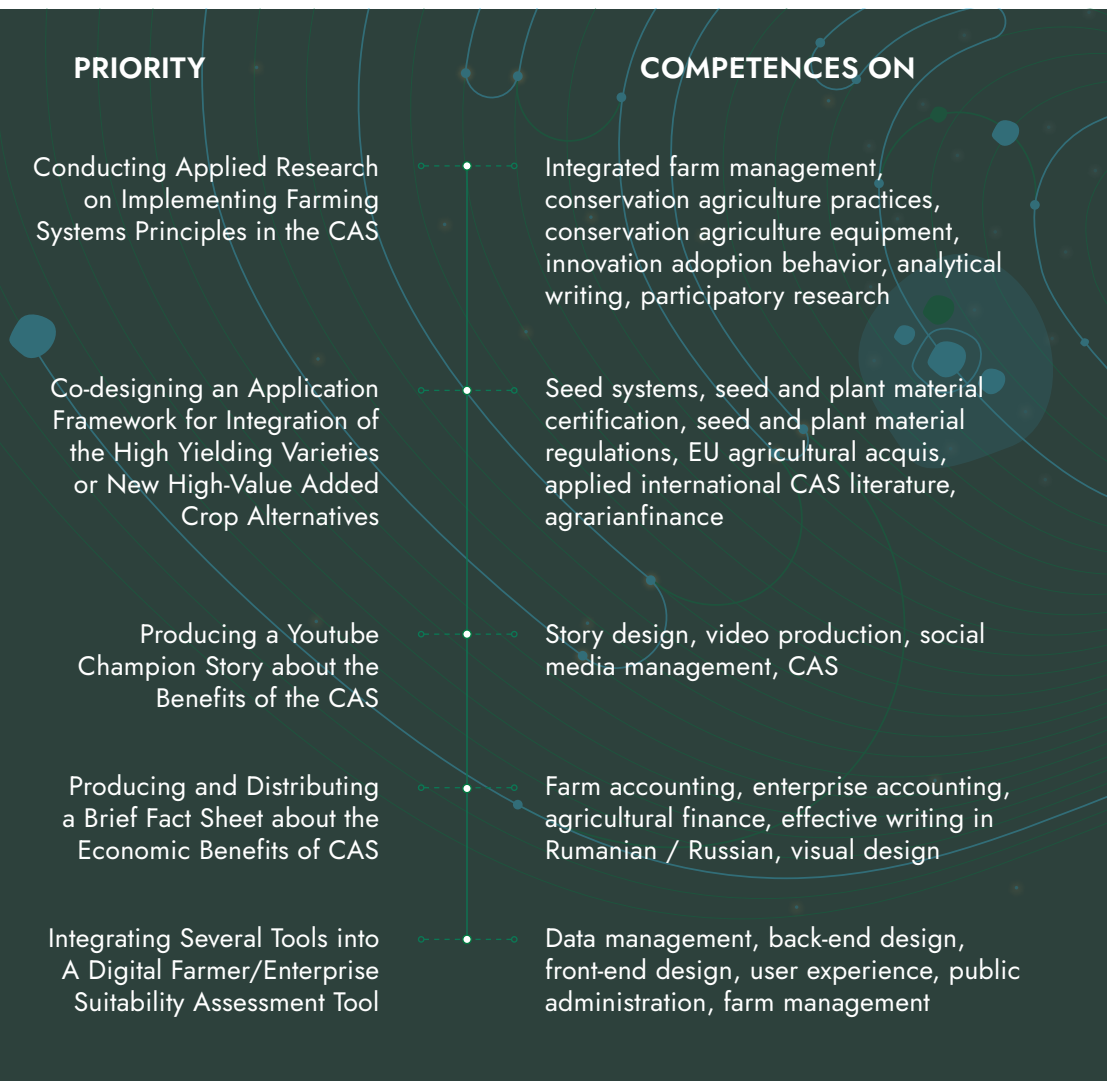 PRIORITY
COMPETENCES ON
Conducting Applied Research
on Implementing Farming
Systems Principles in the CAS
Integrated farm management,
conservation agriculture practices,
conservation agriculture equipment,
innovation adoption behavior, analytical
writing, participatory research
Co-designing an Application
Framework for Integration of
the High Yielding Varieties
or New High-Value Added
Crop Alternatives
Seed systems, seed and plant material
certification, seed and plant material
regulations, EU agricultural acquis,
applied international CAS literature,
agrarianfinance
Producing a Youtube
Champion Story about the
Benefits of the CAS
Story design, video production, social
media management, CAS
Producing and Distributing
a Brief Fact Sheet about the
Economic Benefits of CAS
Farm accounting, enterprise accounting,
agricultural finance, effective writing in
Rumanian / Russian, visual design
Integrating Several Tools into
A Digital Farmer/Enterprise
Suitability Assessment Tool
Data management, back-end design,
front-end design, user experience, public
administration, farm management